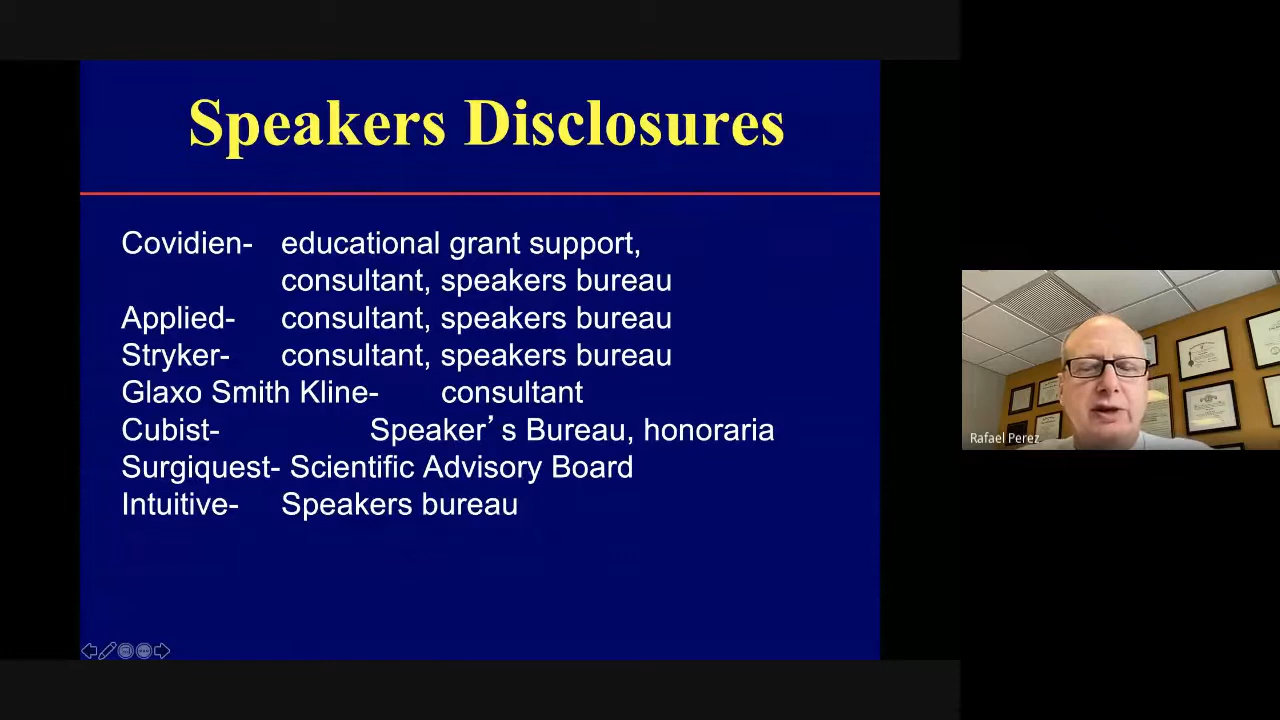 Speakers Disclosures
Covidien- educational grant support,
consultant, speakers bureau
Applied- consultant, speakers bureau
Stryker- consultant, speakers bureau
Glaxo Smith Kline- consultant
Cubist- Speaker’s Bureau, honoraria
Surgiquest- Scientific Advisory Board
Intuitive- Speakers bureau
Rafael Perez